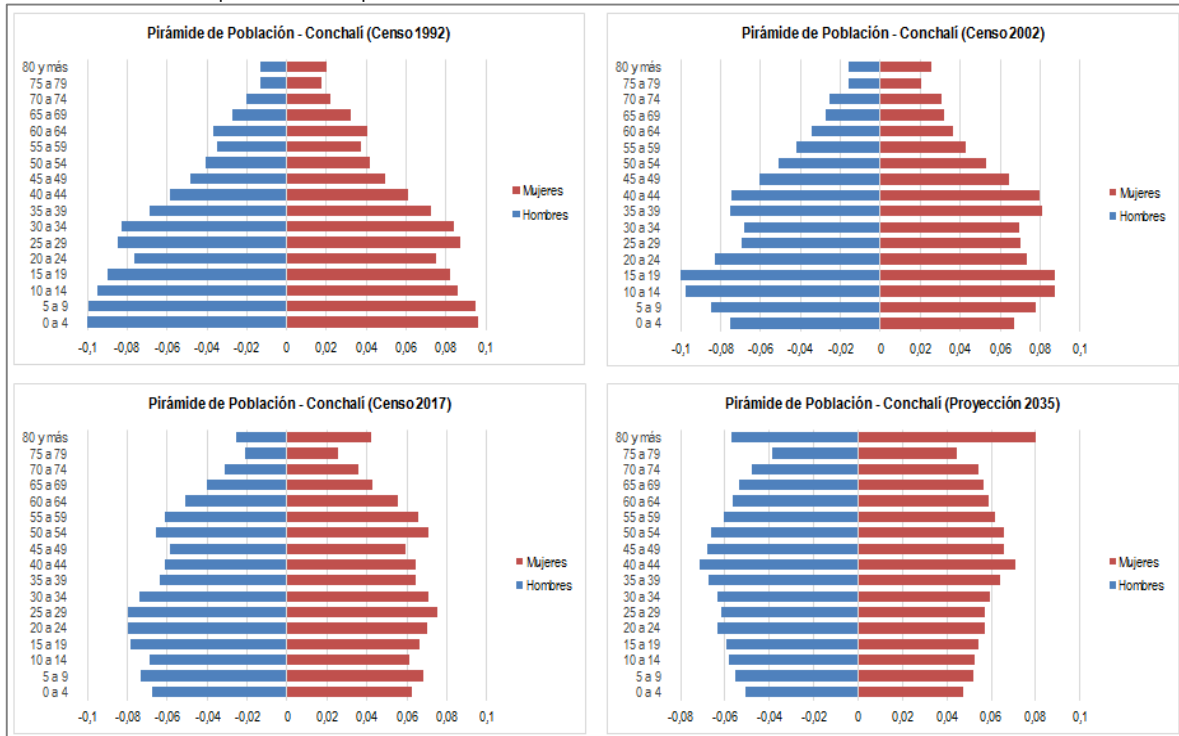 Pirámide de Población - Conchalí (Censo 1992)
80 y más
75 a 79
70 a 74
65 a 69
60 a 64
55 a 59
50 a 54
45 a 49
40 a 44
35 a 39
30 a 34
25 a 29
20 a 24
15 a 19
10 a 14
5 a 9
0 a 4
-0,1 -0,08 -0,06 -0,04 -0,02 0 0,02 0,04 0,06 0,08 0,1
Mujeres
Hombres
Pirámide de Población - Conchalí (Censo 2002)
80 y más
75 a 79
70 a 74
65 a 69
60 a 64
55 a 59
50 a 54
45 a 49
40 a 44
35 a 39
30 a 34
25 a 29
20 a 24
15 a 19
10 a 14
5 a 9
0 a 4
-0,1 -0,08 -0,06 -0,04 -0,02 0 0,02 0,04 0,06 0,08 0,1
Mujeres
Hombres
Pirámide de Población - Conchalí (Censo 2017)
80 y más
75 a 79
70 a 74
65 a 69
60 a 64
55 a 59
50 a 54
45 a 49
40 a 44
35 a 39
30 a 34
25 a 29
20 a 24
15 a 19
10 a 14
5 a 9
0 a 4
-0,1 -0,08 -0,06 -0,04 -0,02 0 0,02 0,04 0,06 0,08 0,1
Mujeres
Hombres
Pirámide de Población - Conchalí (Proyección 2035)
80 y más
75 a 79
70 a 74
65 a 69
60 a 64
55 a 59
50 a 54
45 a 49
40 a 44
35 a 39
30 a 34
25 a 29
20 a 24
15 a 19
10 a 14
5 a 9
0 a 4
-0,08 -0,06 -0,04 -0,02 0 0,02 0,04 0,06 0,08 0,1
Mujeres
Hombres